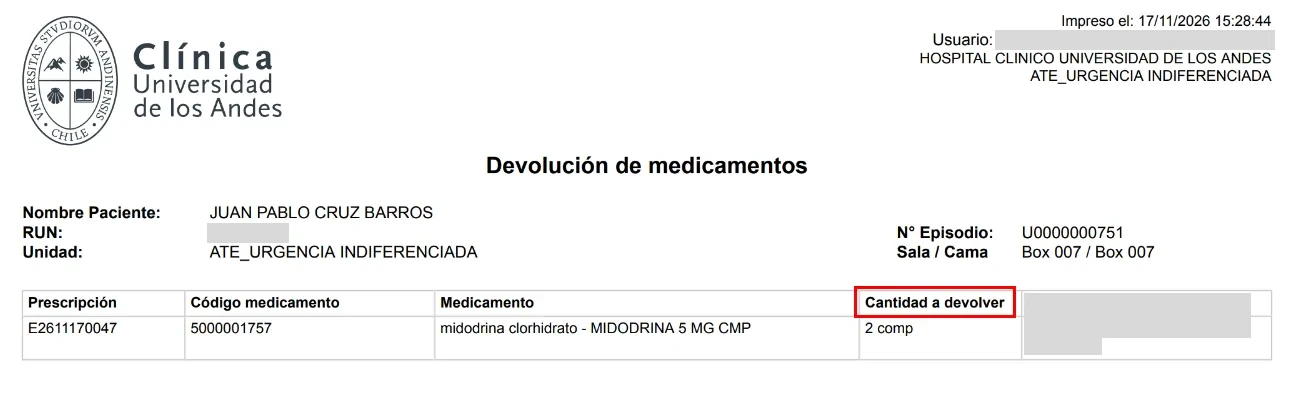 UNIVERSITAS STVDIORVM ANDINENSIS
CHILE
Clínica
Universidad
de los Andes
Impreso el: 17/11/2026 15:28:44
Usuario:
HOSPITAL CLINICO UNIVERSIDAD DE LOS ANDES
ATE_URGENCIA INDIFERENCIADA
Devolución de medicamentos
Nombre Paciente: JUAN PABLO CRUZ BARROS
RUN: N° Episodio: U0000000751
Unidad: ATE_URGENCIA INDIFERENCIADA Sala / Cama Box 007 / Box 007
Prescripción Código medicamento Medicamento Cantidad a devolver
E2611170047 5000001757 midodrina clorhidrato - MIDODRINA 5 MG CMP 2 comp